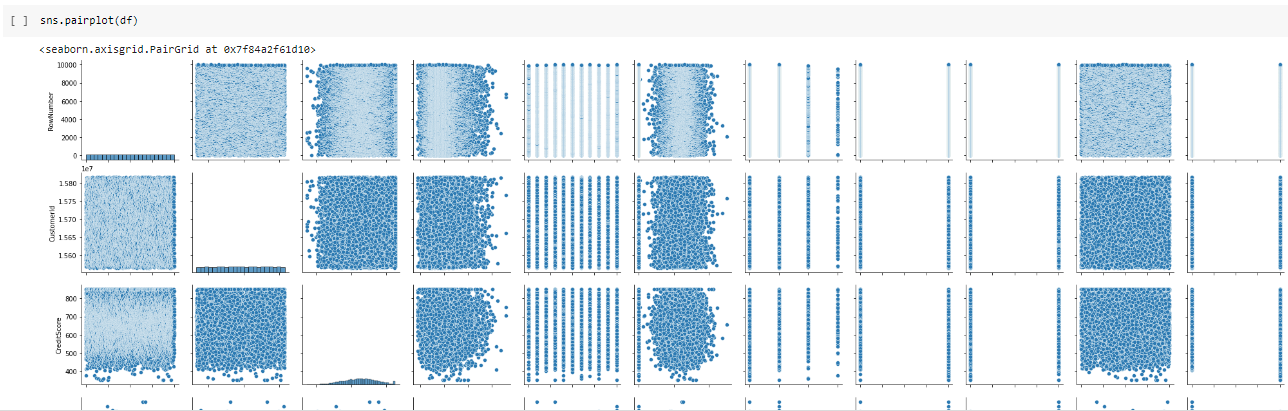 [ ] sns.pairplot(df)
<seaborn.axisgrid.PairGrid at 0x7f84a2f61d10>
10000
8000
6000
4000
2000
0
RowNumber
1e7
1.580
1.575
1.570
1.565
1.560
CustomerId
800
700
600
500
400
CreditScore